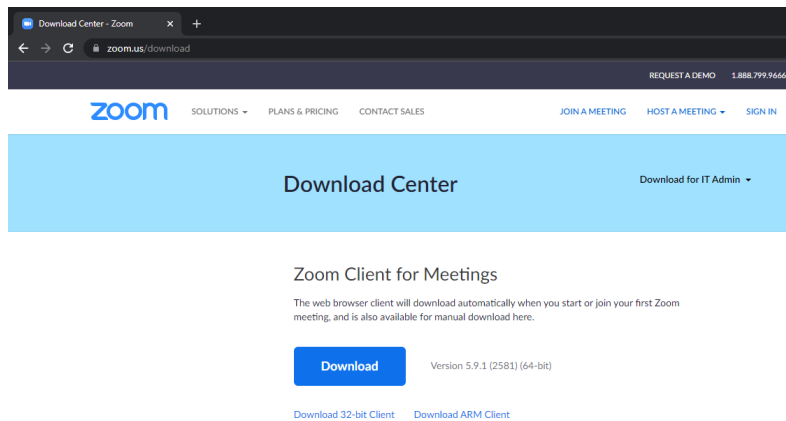 Download Center - Zoom
zoom.us/download
REQUEST A DEMO 1.888.799.9666
zoom SOLUTIONS PLANS & PRICING CONTACT SALES JOIN A MEETING HOST A MEETING SIGN IN
Download Center Download for IT Admin
Zoom Client for Meetings
The web browser client will download automatically when you start or join your first Zoom
meeting, and is also available for manual download here.
Download Version 5.9.1 (2581) (64-bit)
Download 32-bit Client Download ARM Client